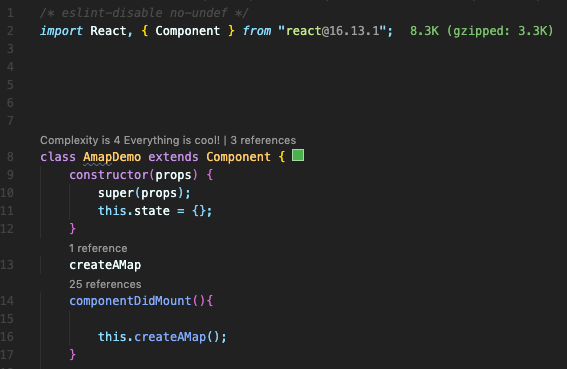 1 /* eslint-disable no-undef */
2 import React, { Component } from "react@16.13.1"; 8.3K (gzipped: 3.3K)
3
4
5
6
7
Complexity is 4 Everything is cool! | 3 references
8 class AmapDemo extends Component {
9 constructor(props) {
10 super(props);
11 this.state = {};
12 }
1 reference
13 createAMap
25 references
14 componentDidMount(){
15
16 this.createAMap();
17 }